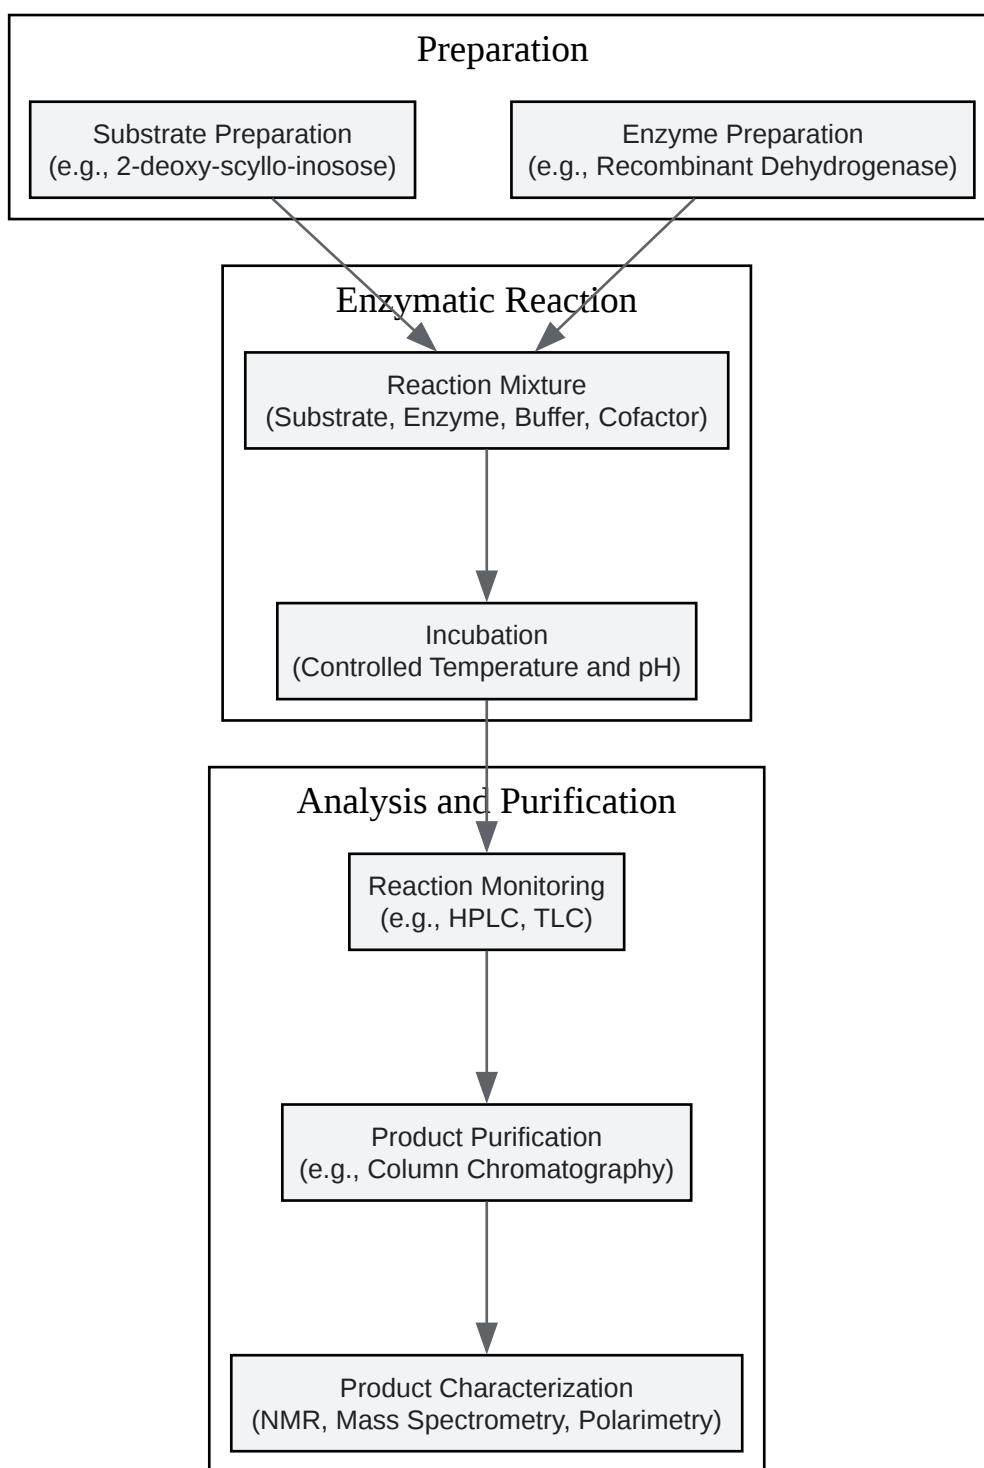 Preparation
Substrate Preparation
(e.g., 2-deoxy-scyllo-inosose)
Enzyme Preparation
(e.g., Recombinant Dehydrogenase)
Enzymatic Reaction
Reaction Mixture
(Substrate, Enzyme, Buffer, Cofactor)
Incubation
(Controlled Temperature and pH)
Analysis and Purification
Reaction Monitoring
(e.g., HPLC, TLC)
Product Purification
(e.g., Column Chromatography)
Product Characterization
(NMR, Mass Spectrometry, Polarimetry)